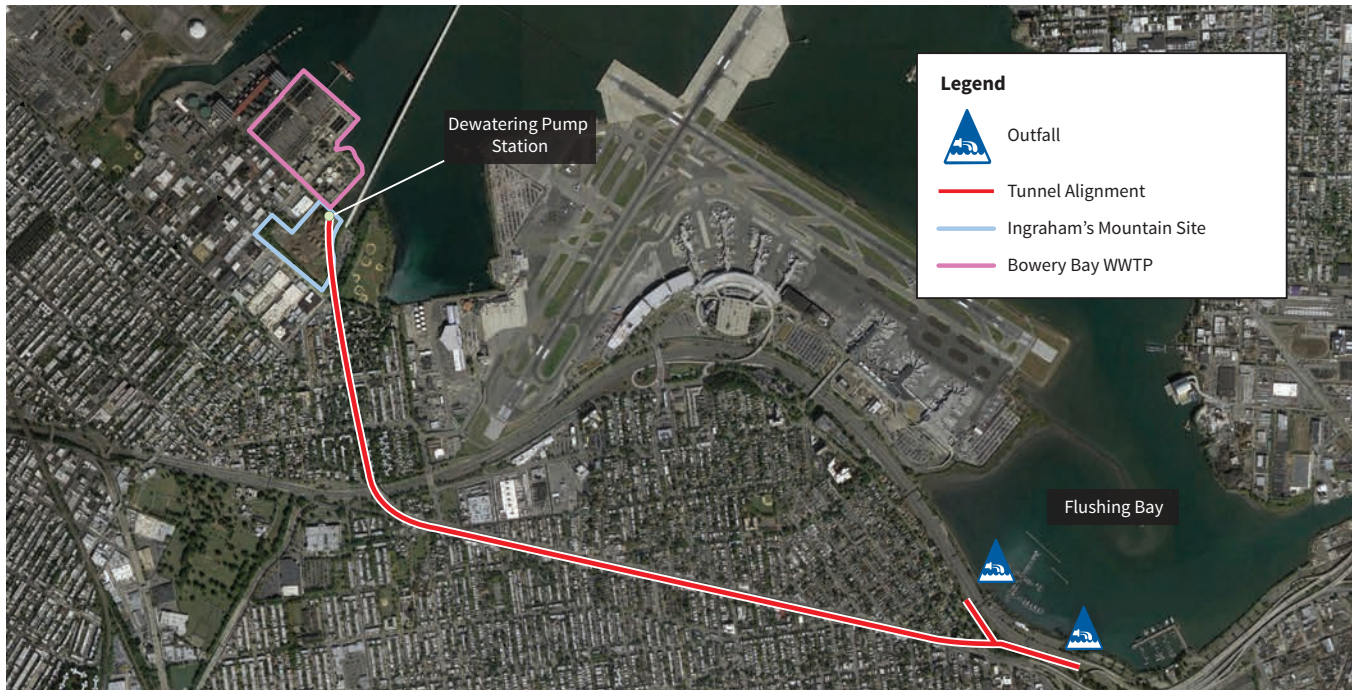 Dewatering Pump
Station
Legend
Outfall
Tunnel Alignment
Ingraham’s Mountain Site
Bowery Bay WWTP
Flushing Bay